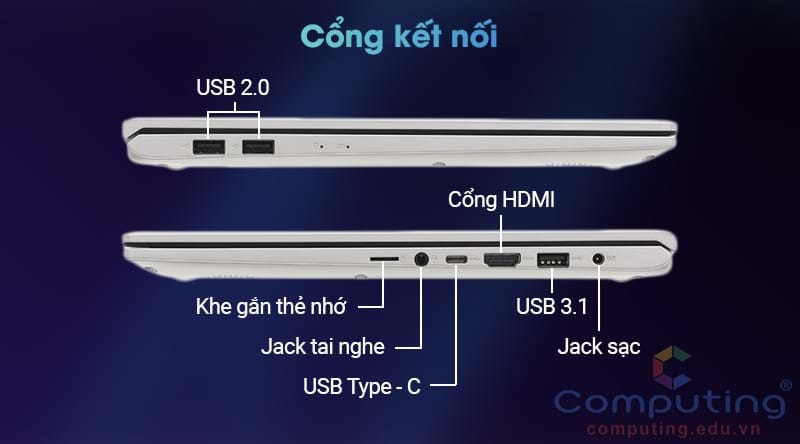 Cổng kết nối
USB 2.0
Cổng HDMI
Khe gắn thẻ nhớ
USB 3.1
Jack tai nghe
Jack sạc
USB Type - C
Computing®
computing.edu.vn